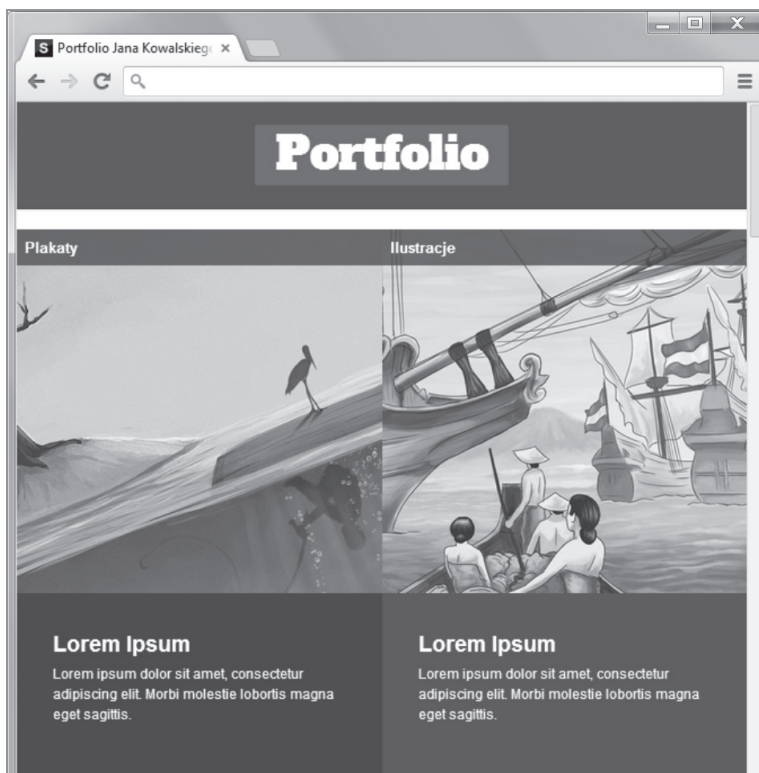 S Portfolio Jana Kowalskieg
Portfolio
Plakaty
Ilustracje
Lorem Ipsum
Lorem ipsum dolor sit amet, consectetur
adipiscing elit. Morbi molestie lobortis magna
eget sagittis.
Lorem Ipsum
Lorem ipsum dolor sit amet, consectetur
adipiscing elit. Morbi molestie lobortis magna
eget sagittis.